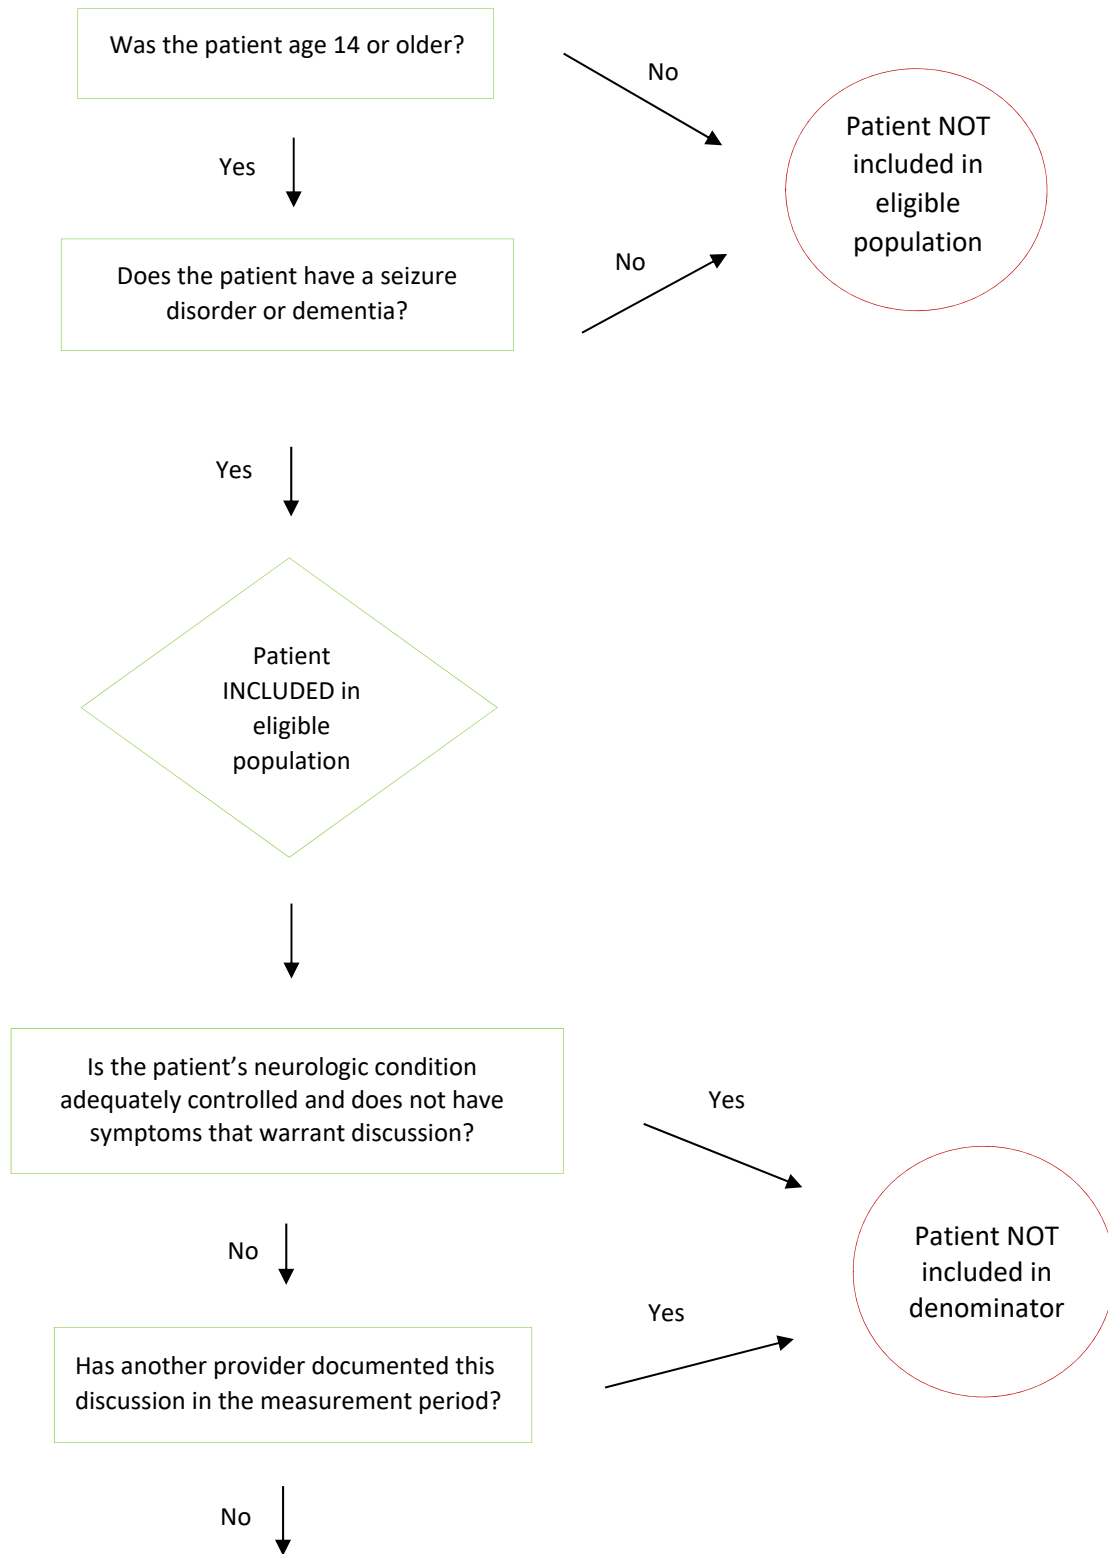 Was the patient age 14 or older?
No
Patient NOT
included in
eligible
population
Yes
Does the patient have a seizure
disorder or dementia?
No
Yes
Patient
INCLUDED in
eligible
population
Is the patient’s neurologic condition
adequately controlled and does not have
symptoms that warrant discussion?
Yes
Patient NOT
included in
denominator
No
Yes
Has another provider documented this
discussion in the measurement period?
No